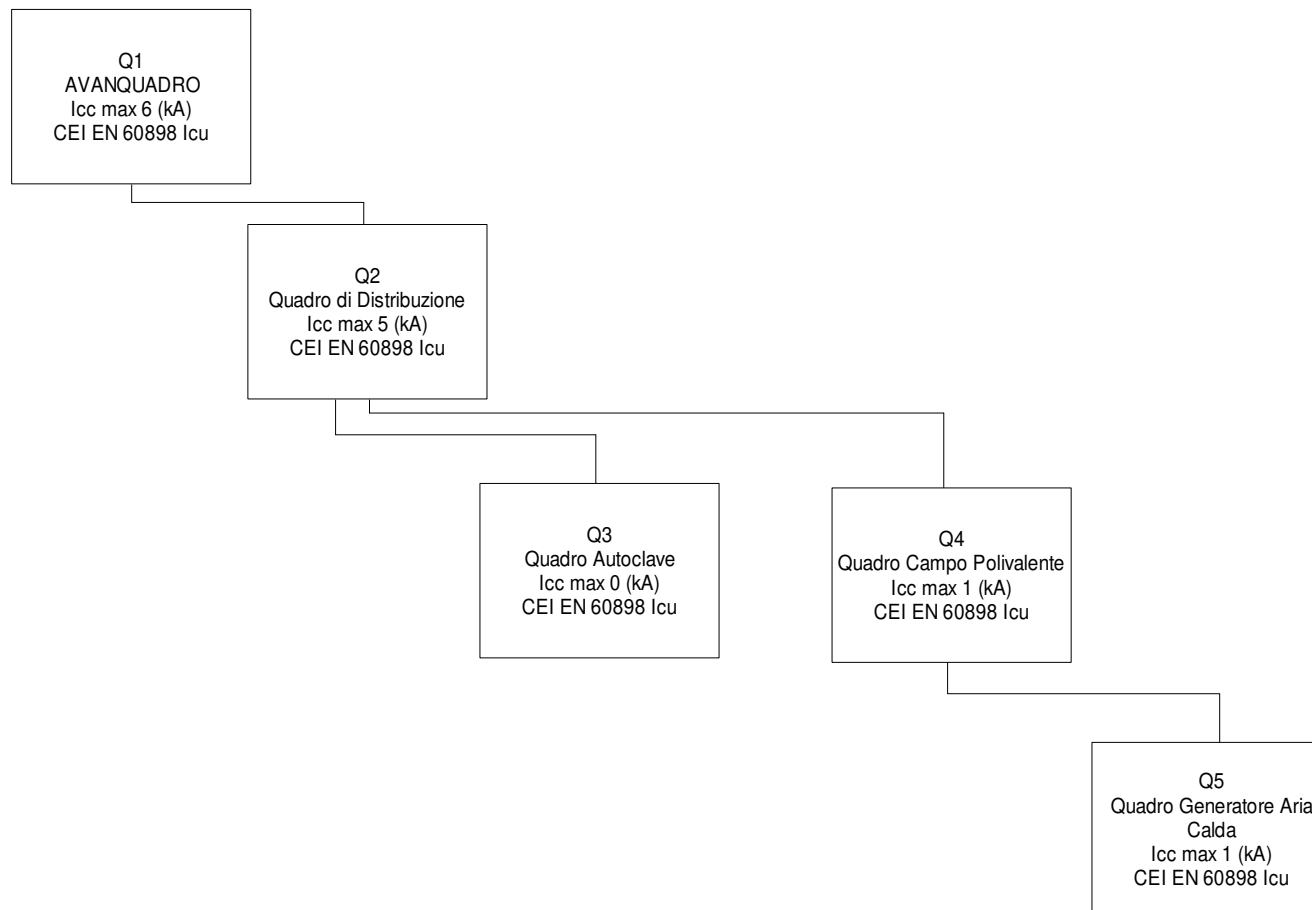 Q1
AVANQUADRO
Icc max 6 (kA)
CEI EN 60898 Icu
Q2
Quadro di Distribuzione
Icc max 5 (kA)
CEI EN 60898 Icu
Q3
Quadro Autoclave
Icc max 0 (kA)
CEI EN 60898 Icu
Q4
Quadro Campo Polivalente
Icc max 1 (kA)
CEI EN 60898 Icu
Q5
Quadro Generatore Aria
Calda
Icc max 1 (kA)
CEI EN 60898 Icu